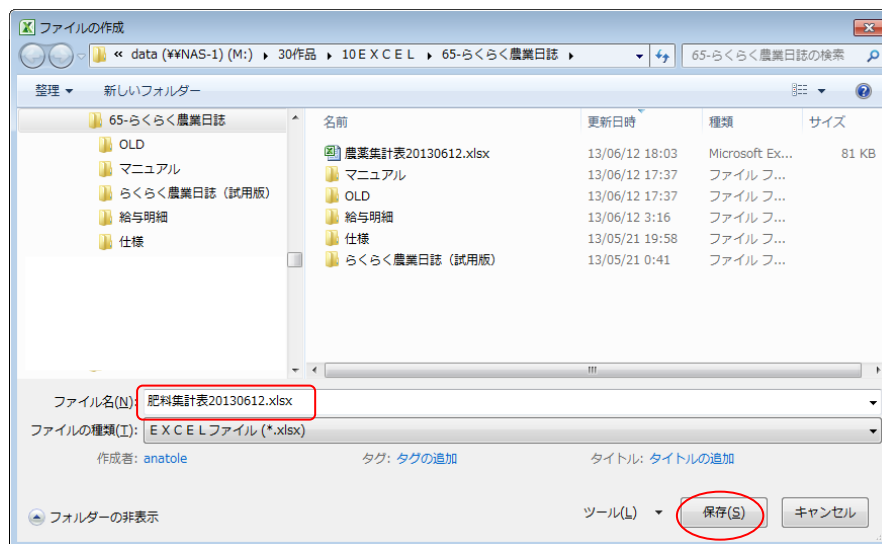 ファイルの作成
« data (¥¥NAS-1) (M:) ▸ 30作品 ▸ 10EXCEL ▸ 65-らくらく農業日誌 ▸ 65-らくらく農業日誌の検索
整理 ▼ 新しいフォルダー
65-らくらく農業日誌
OLD
マニュアル
らくらく農業日誌（試用版）
給与明細
仕様
名前 更新日時 種類 サイズ
農薬集計表20130612.xlsx 13/06/12 18:03 Microsoft Ex... 81 KB
マニュアル 13/06/12 17:37 ファイル フ...
OLD 13/06/12 17:37 ファイル フ...
給与明細 13/06/12 3:16 ファイル フ...
仕様 13/05/21 19:58 ファイル フ...
らくらく農業日誌（試用版） 13/05/21 0:41 ファイル フ...
ファイル名(N): 肥料集計表20130612.xlsx
ファイルの種類(T): ＥＸＣＥＬファイル (*.xlsx)
作成者: anatole タグ: タグの追加 タイトル: タイトルの追加
フォルダーの非表示 ツール(L) ▼ 保存(S) キャンセル